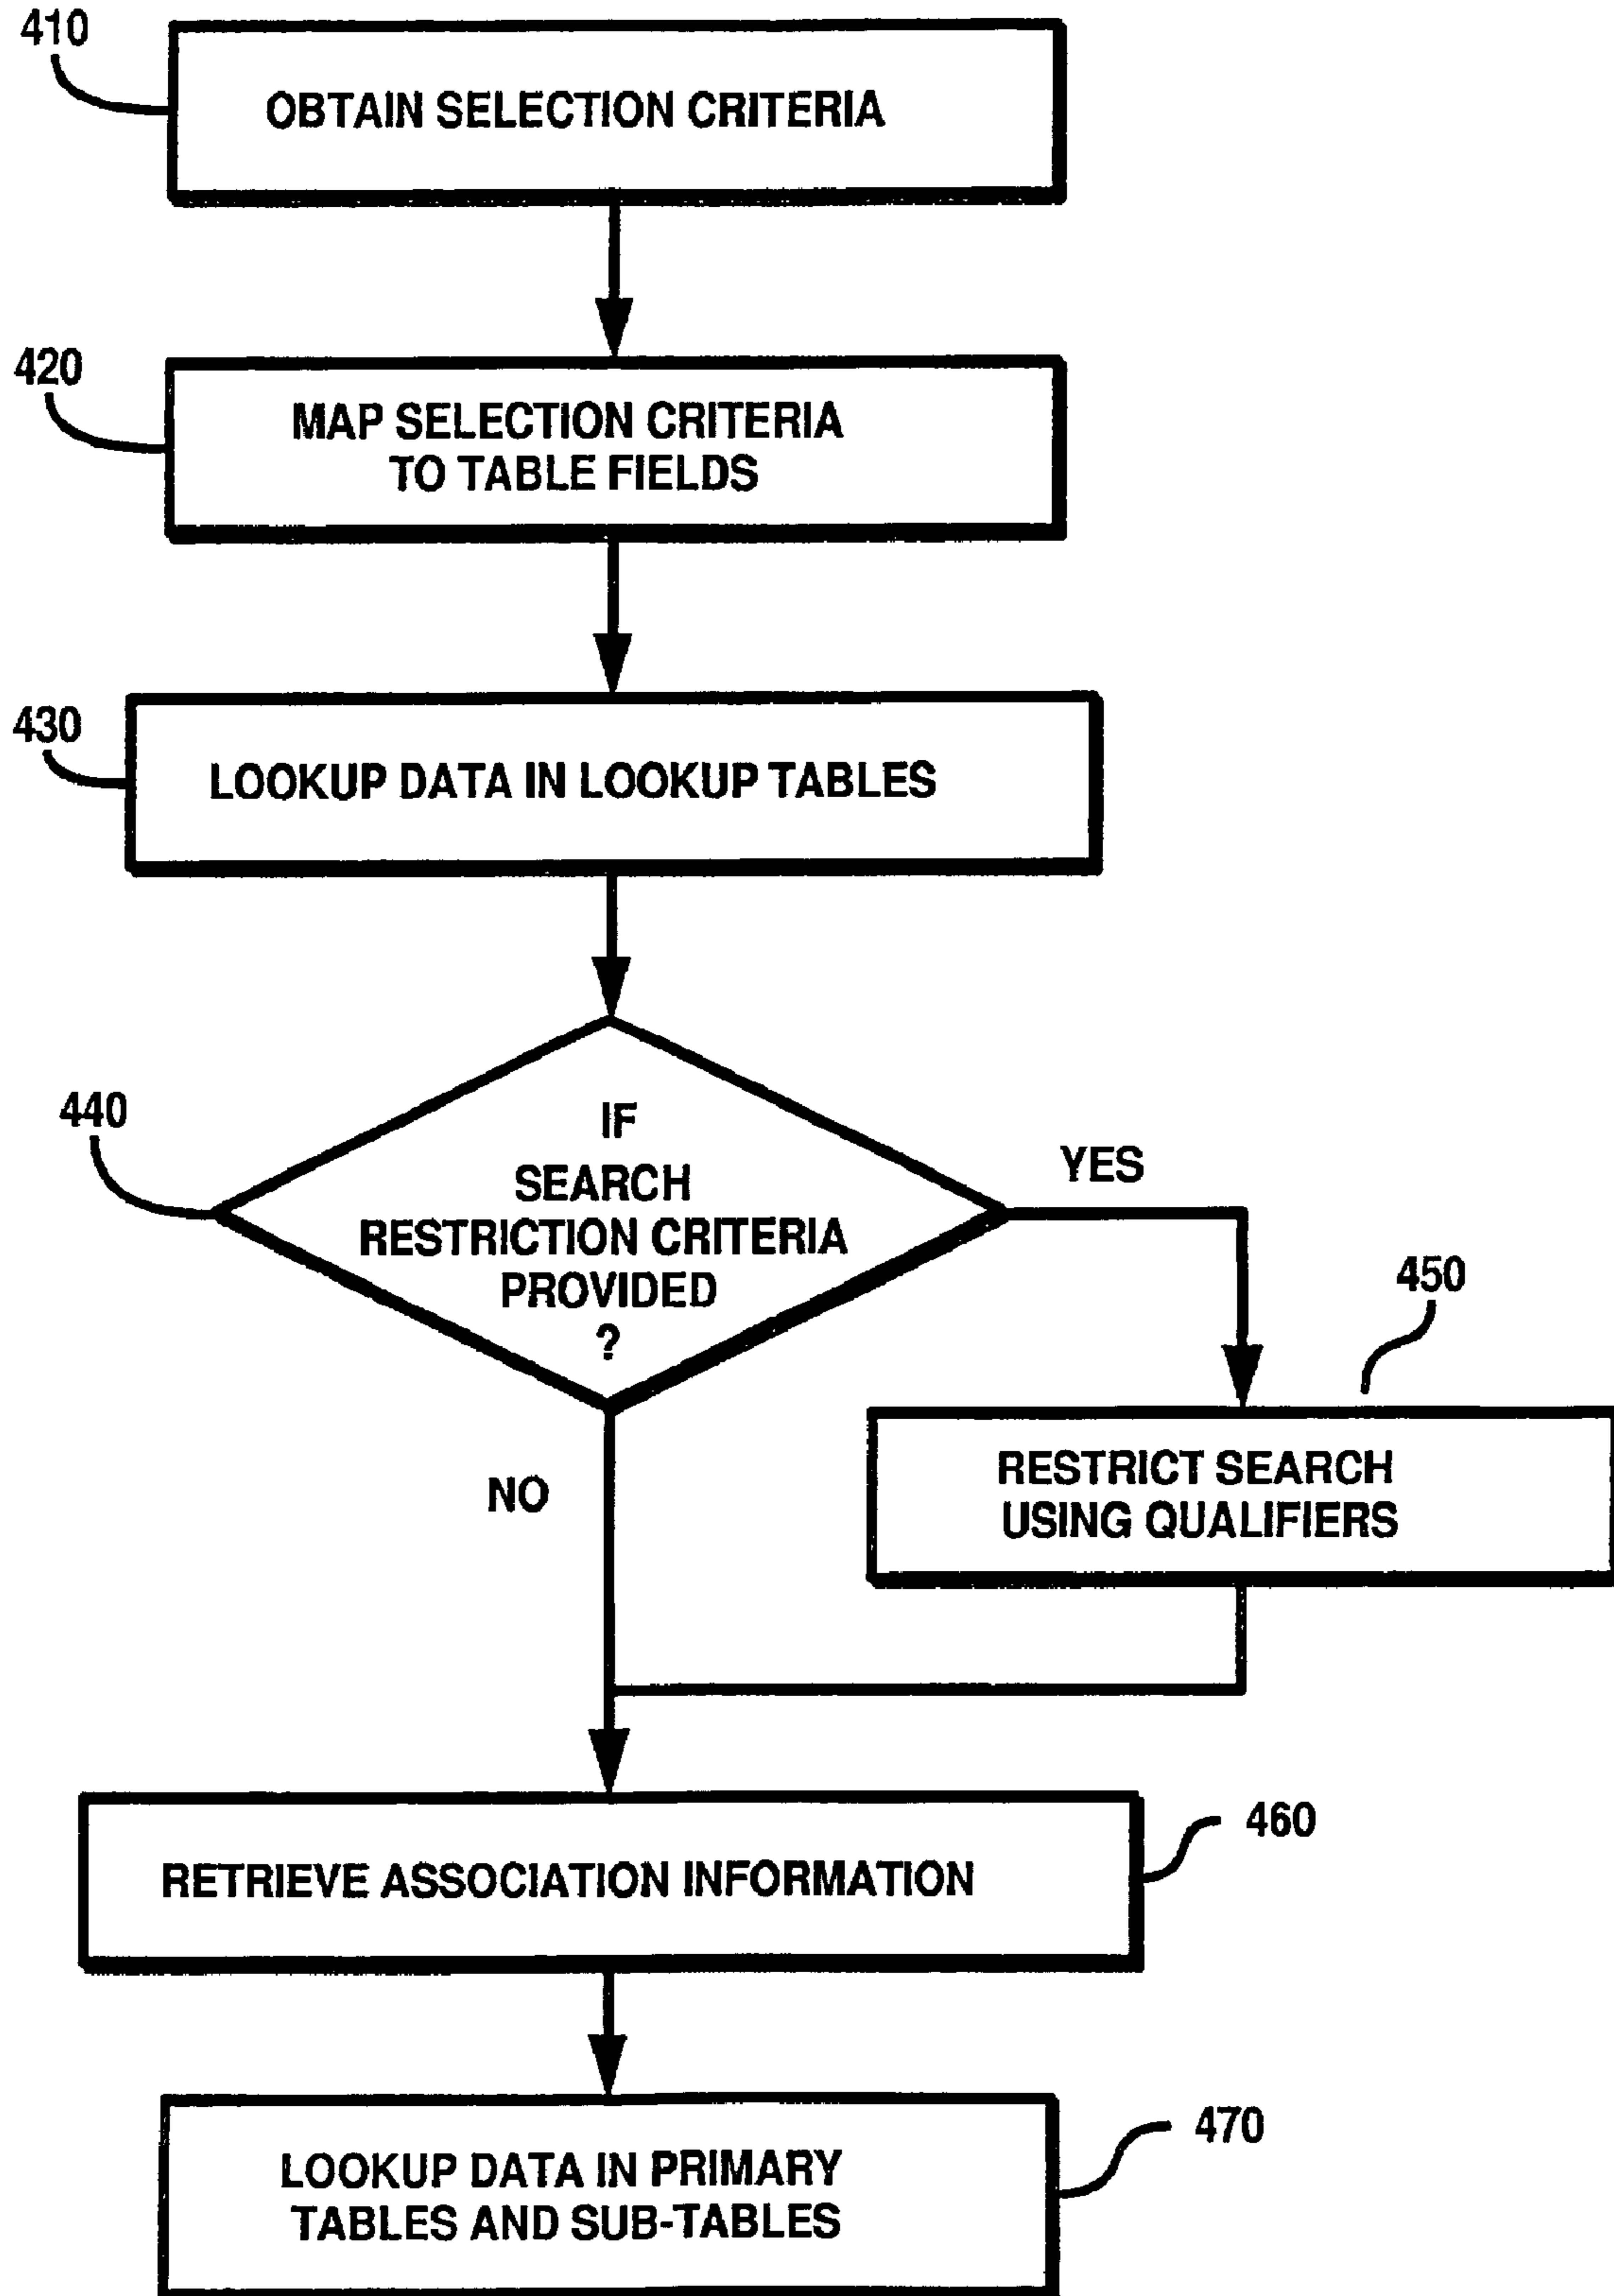 410
OBTAIN SELECTION CRITERIA
420
MAP SELECTION CRITERIA
TO TABLE FIELDS
430
LOOKUP DATA IN LOOKUP TABLES
440
IF
SEARCH
RESTRICTION CRITERIA
PROVIDED
?
YES
NO
450
RESTRICT SEARCH
USING QUALIFIERS
460
RETRIEVE ASSOCIATION INFORMATION
470
LOOKUP DATA IN PRIMARY
TABLES AND SUB-TABLES